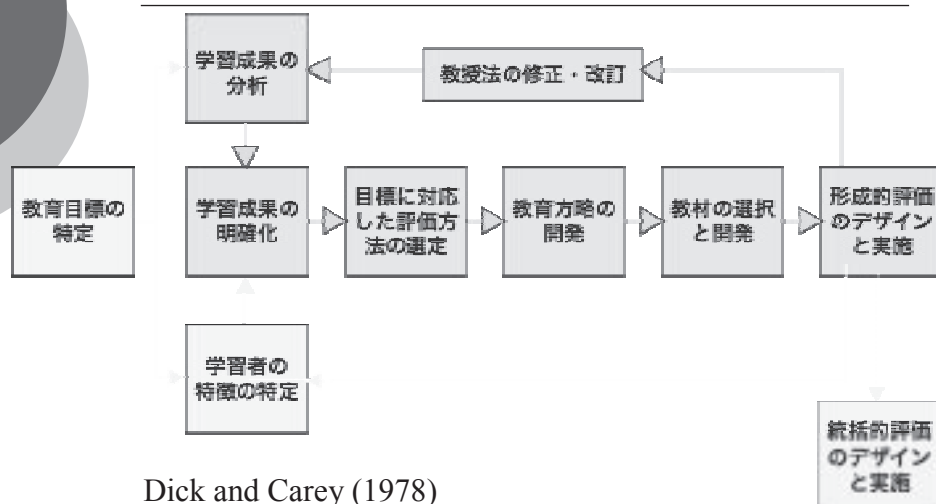 学習成果の
分析
教授法の修正・改訂
教育目標の
特定
学習成果の
明確化
目標に対応
した評価方
法の選定
教育方略の
開発
教材の選択
と開発
形成的評価
のデザイン
と実施
学習者の
特徴の特定
統括的評価
のデザイン
と実施
Dick and Carey (1978)